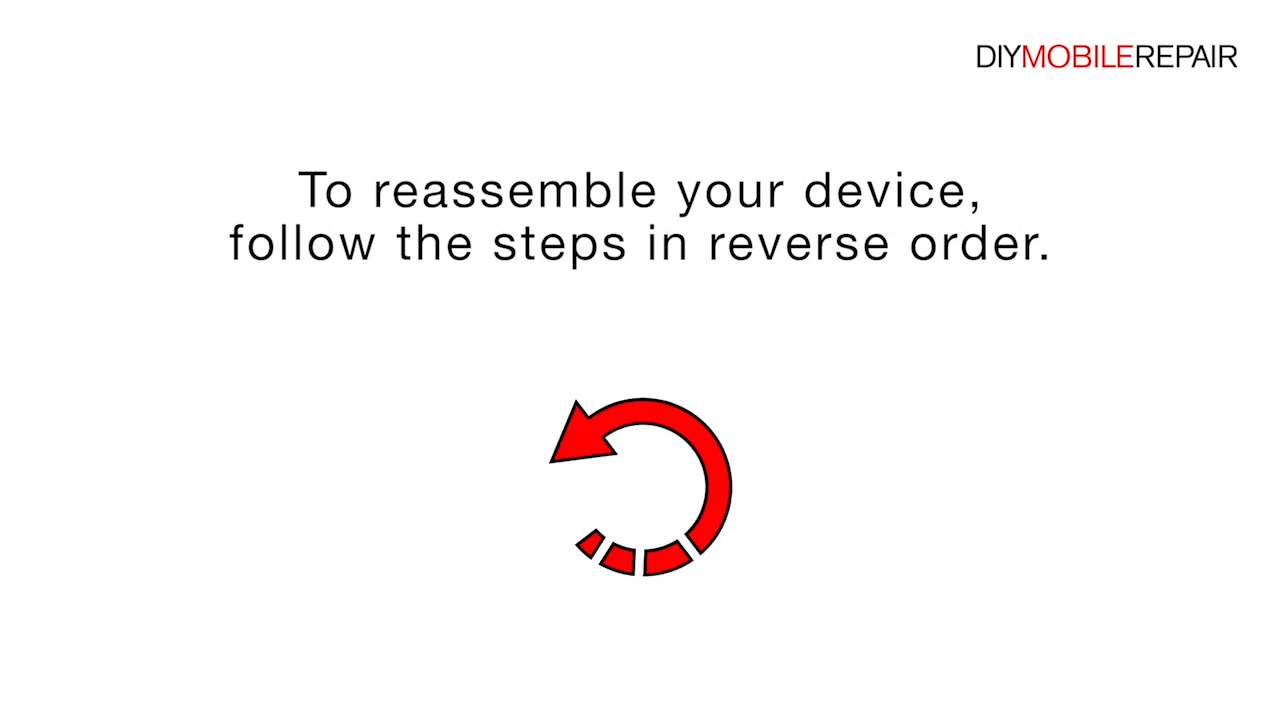 DIYMOBILEREPAIR
To reassemble your device,
follow the steps in reverse order.